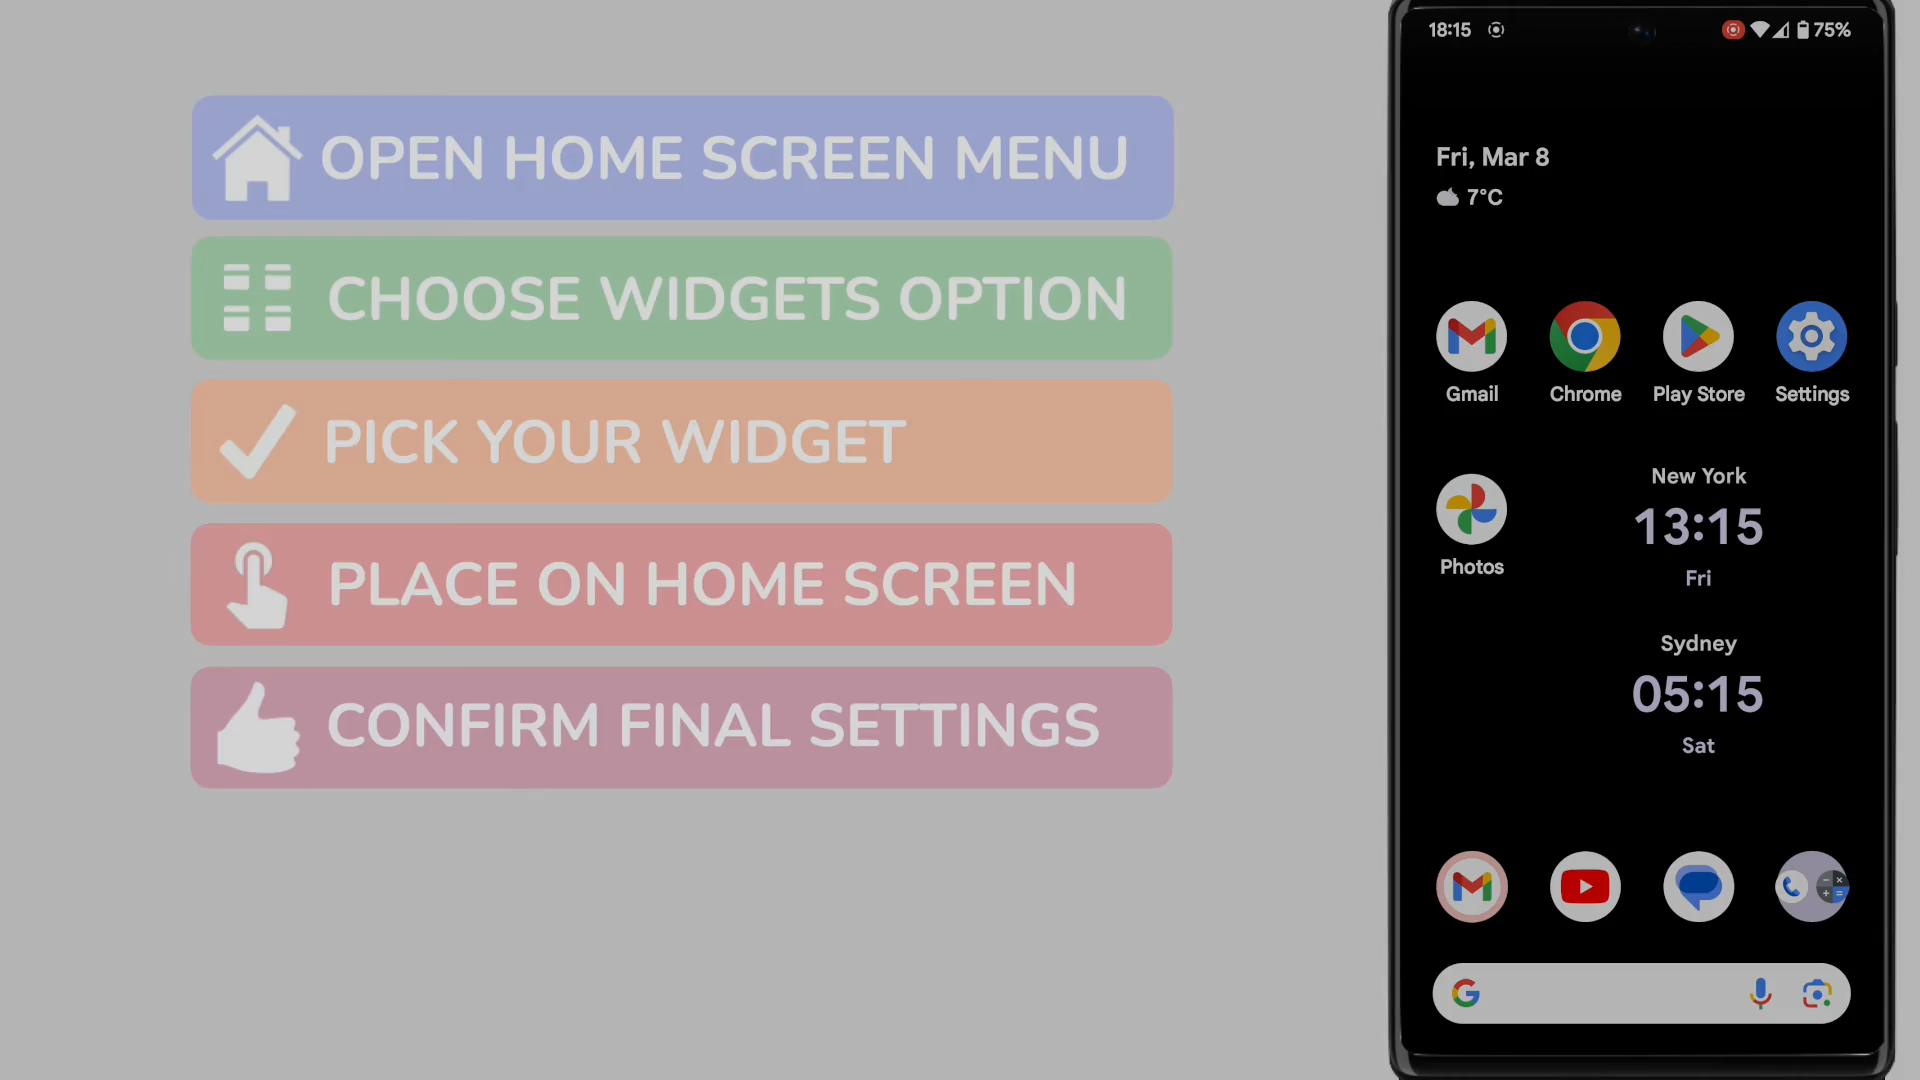 OPEN HOME SCREEN MENU
CHOOSE WIDGETS OPTION
PICK YOUR WIDGET
PLACE ON HOME SCREEN
CONFIRM FINAL SETTINGS
18:15 75%
Fri, Mar 8
7°C
Gmail Chrome Play Store Settings
Photos
New York
13:15
Fri
Sydney
05:15
Sat